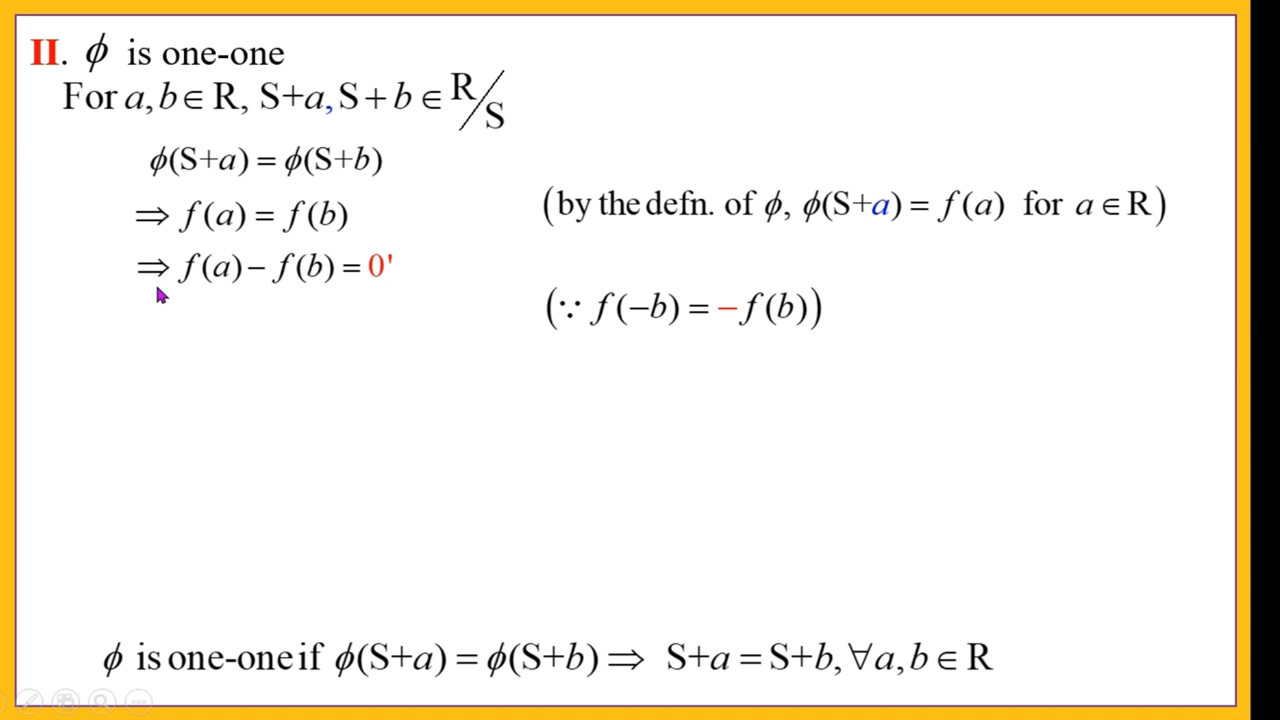 II. ϕ is one-one
For a, b ∈ R, S+a, S + b ∈ R/S
ϕ(S+a) = ϕ(S+b)
⇒ f(a) = f(b) (by the defn. of ϕ, ϕ(S+a) = f(a) for a ∈ R)
⇒ f(a) − f(b) = 0'
(∵ f(−b) = −f(b))
ϕ is one-one if ϕ(S+a) = ϕ(S+b) ⇒ S+a = S+b, ∀a, b ∈ R